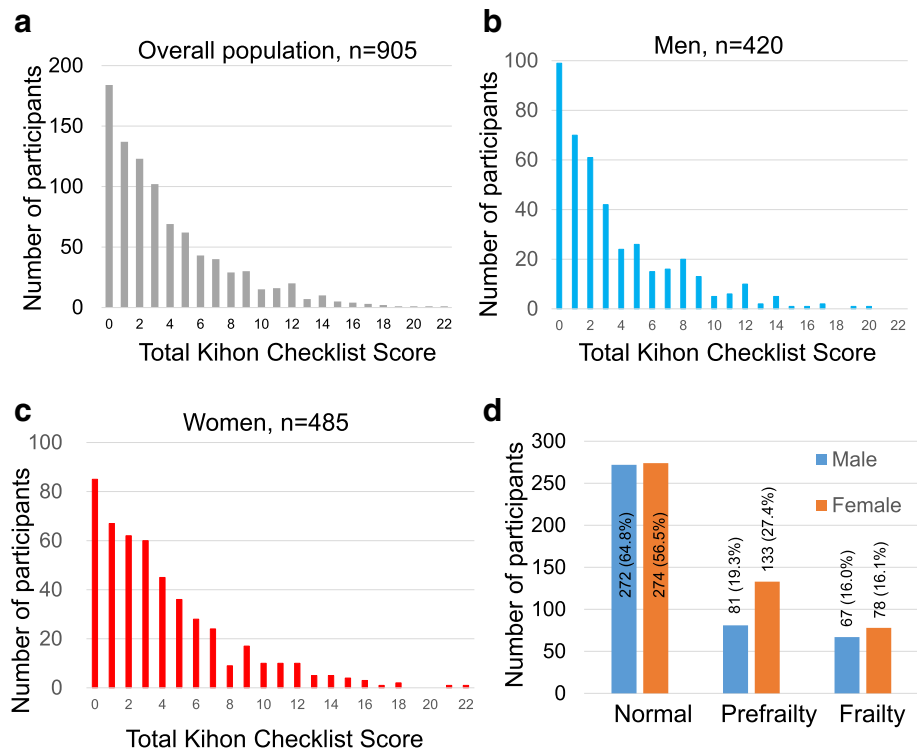 a
Overall population, n=905
Number of participants
200
150
100
50
0
0 2 4 6 8 10 12 14 16 18 20 22
Total Kihon Checklist Score
b
Men, n=420
Number of participants
100
80
60
40
20
0
0 2 4 6 8 10 12 14 16 18 20 22
Total Kihon Checklist Score
c
Women, n=485
Number of participants
100
80
60
40
20
0
0 2 4 6 8 10 12 14 16 18 20 22
Total Kihon Checklist Score
d
Number of participants
300
250
200
150
100
50
0
Male
Female
272 (64.8%)
274 (56.5%)
81 (19.3%)
133 (27.4%)
67 (16.0%)
78 (16.1%)
Normal Prefrailty Frailty